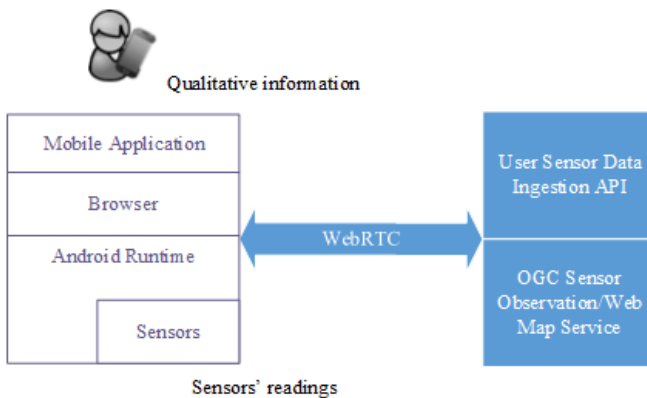 Qualitative information
Mobile Application
Browser
Android Runtime
Sensors
WebRTC
User Sensor Data
Ingestion API
OGC Sensor
Observation/Web
Map Service
Sensors’ readings